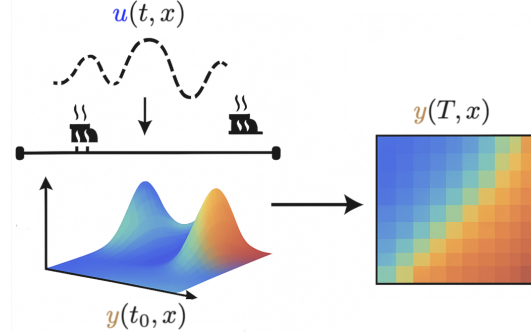 u(t, x)
y(T, x)
y(t₀, x)